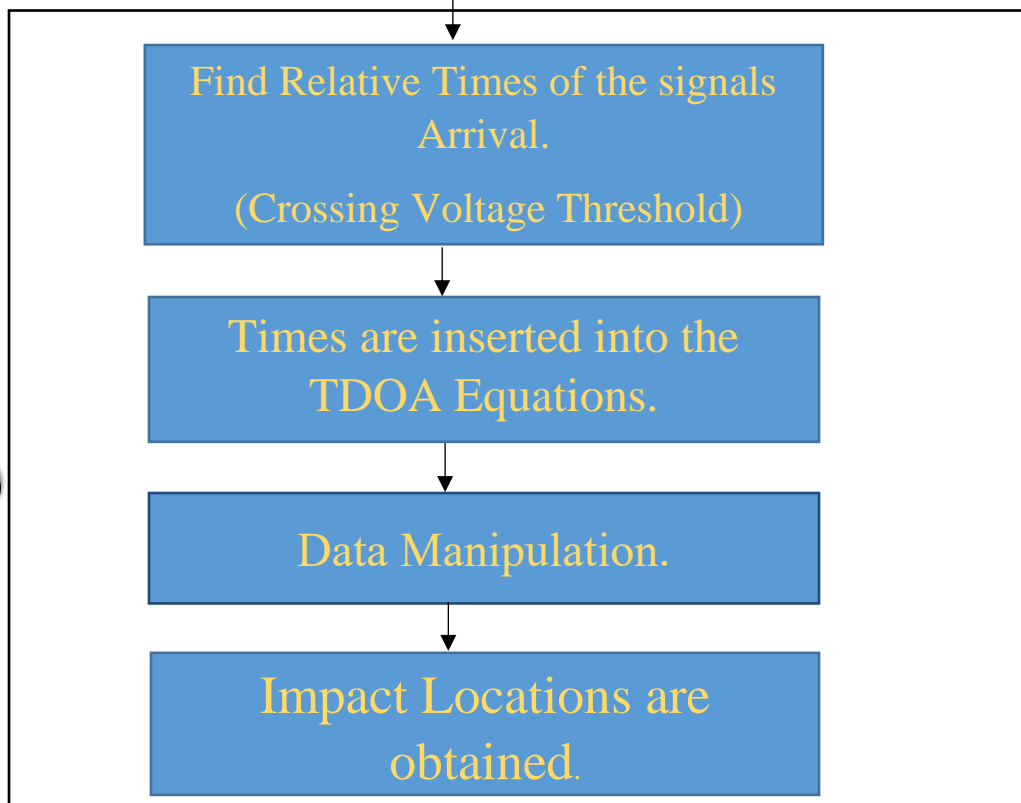 Find Relative Times of the signals
Arrival.
(Crossing Voltage Threshold)
Times are inserted into the
TDOA Equations.
Data Manipulation.
Impact Locations are
obtained.